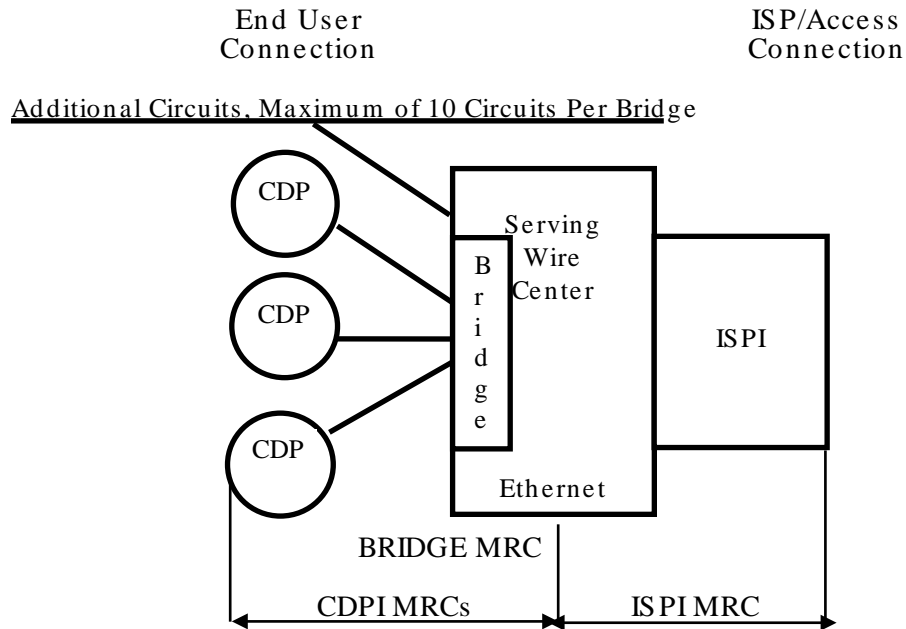 End User
Connection
ISP/Access
Connection
Additional Circuits, Maximum of 10 Circuits Per Bridge
CDP
CDP
CDP
Serving
Wire
Center
Bridge
Ethernet
ISPI
BRIDGE MRC
CDPI MRCs
ISPI MRC